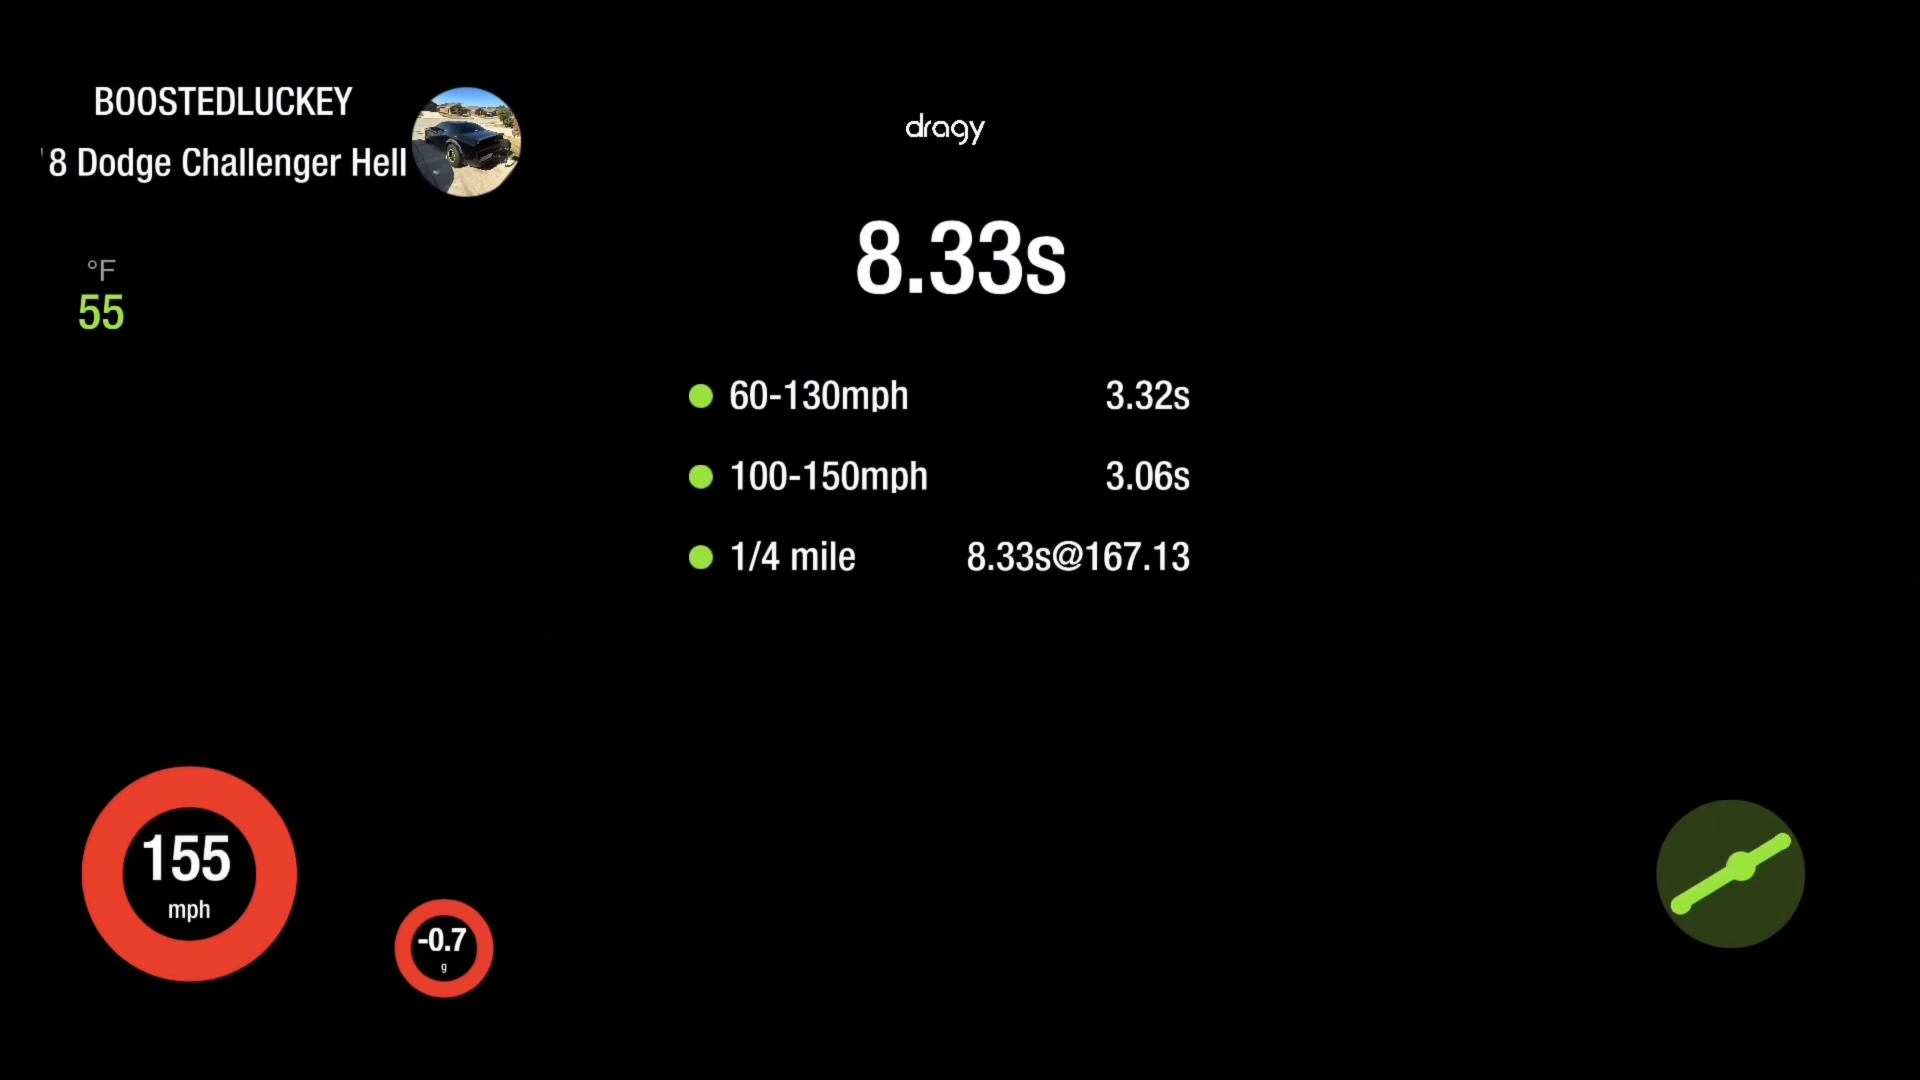 BOOSTEDLUCKEY
8 Dodge Challenger Hell
dragy
8.33s
°F
55
60-130mph 3.32s
100-150mph 3.06s
1/4 mile 8.33s@167.13
155
mph
-0.7
g